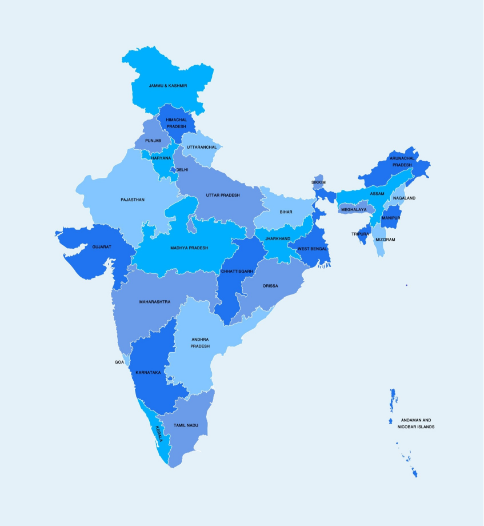 JAMMU & KASHMIR
HIMACHAL
PRADESH
PUNJAB
UTTARANCHAL
HARYANA
DELHI
ARUNACHAL
PRADESH
RAJASTHAN
UTTAR PRADESH
SIKKIM
ASSAM
NAGALAND
BIHAR
MEGHALAYA
MANIPUR
TRIPURA
MIZORAM
GUJARAT
MADHYA PRADESH
JHARKHAND
WEST BENGAL
CHHATTISGARH
ORISSA
MAHARASHTRA
ANDHRA
PRADESH
GOA
KARNATAKA
KERALA
TAMIL NADU
ANDAMAN AND
NICOBAR ISLANDS